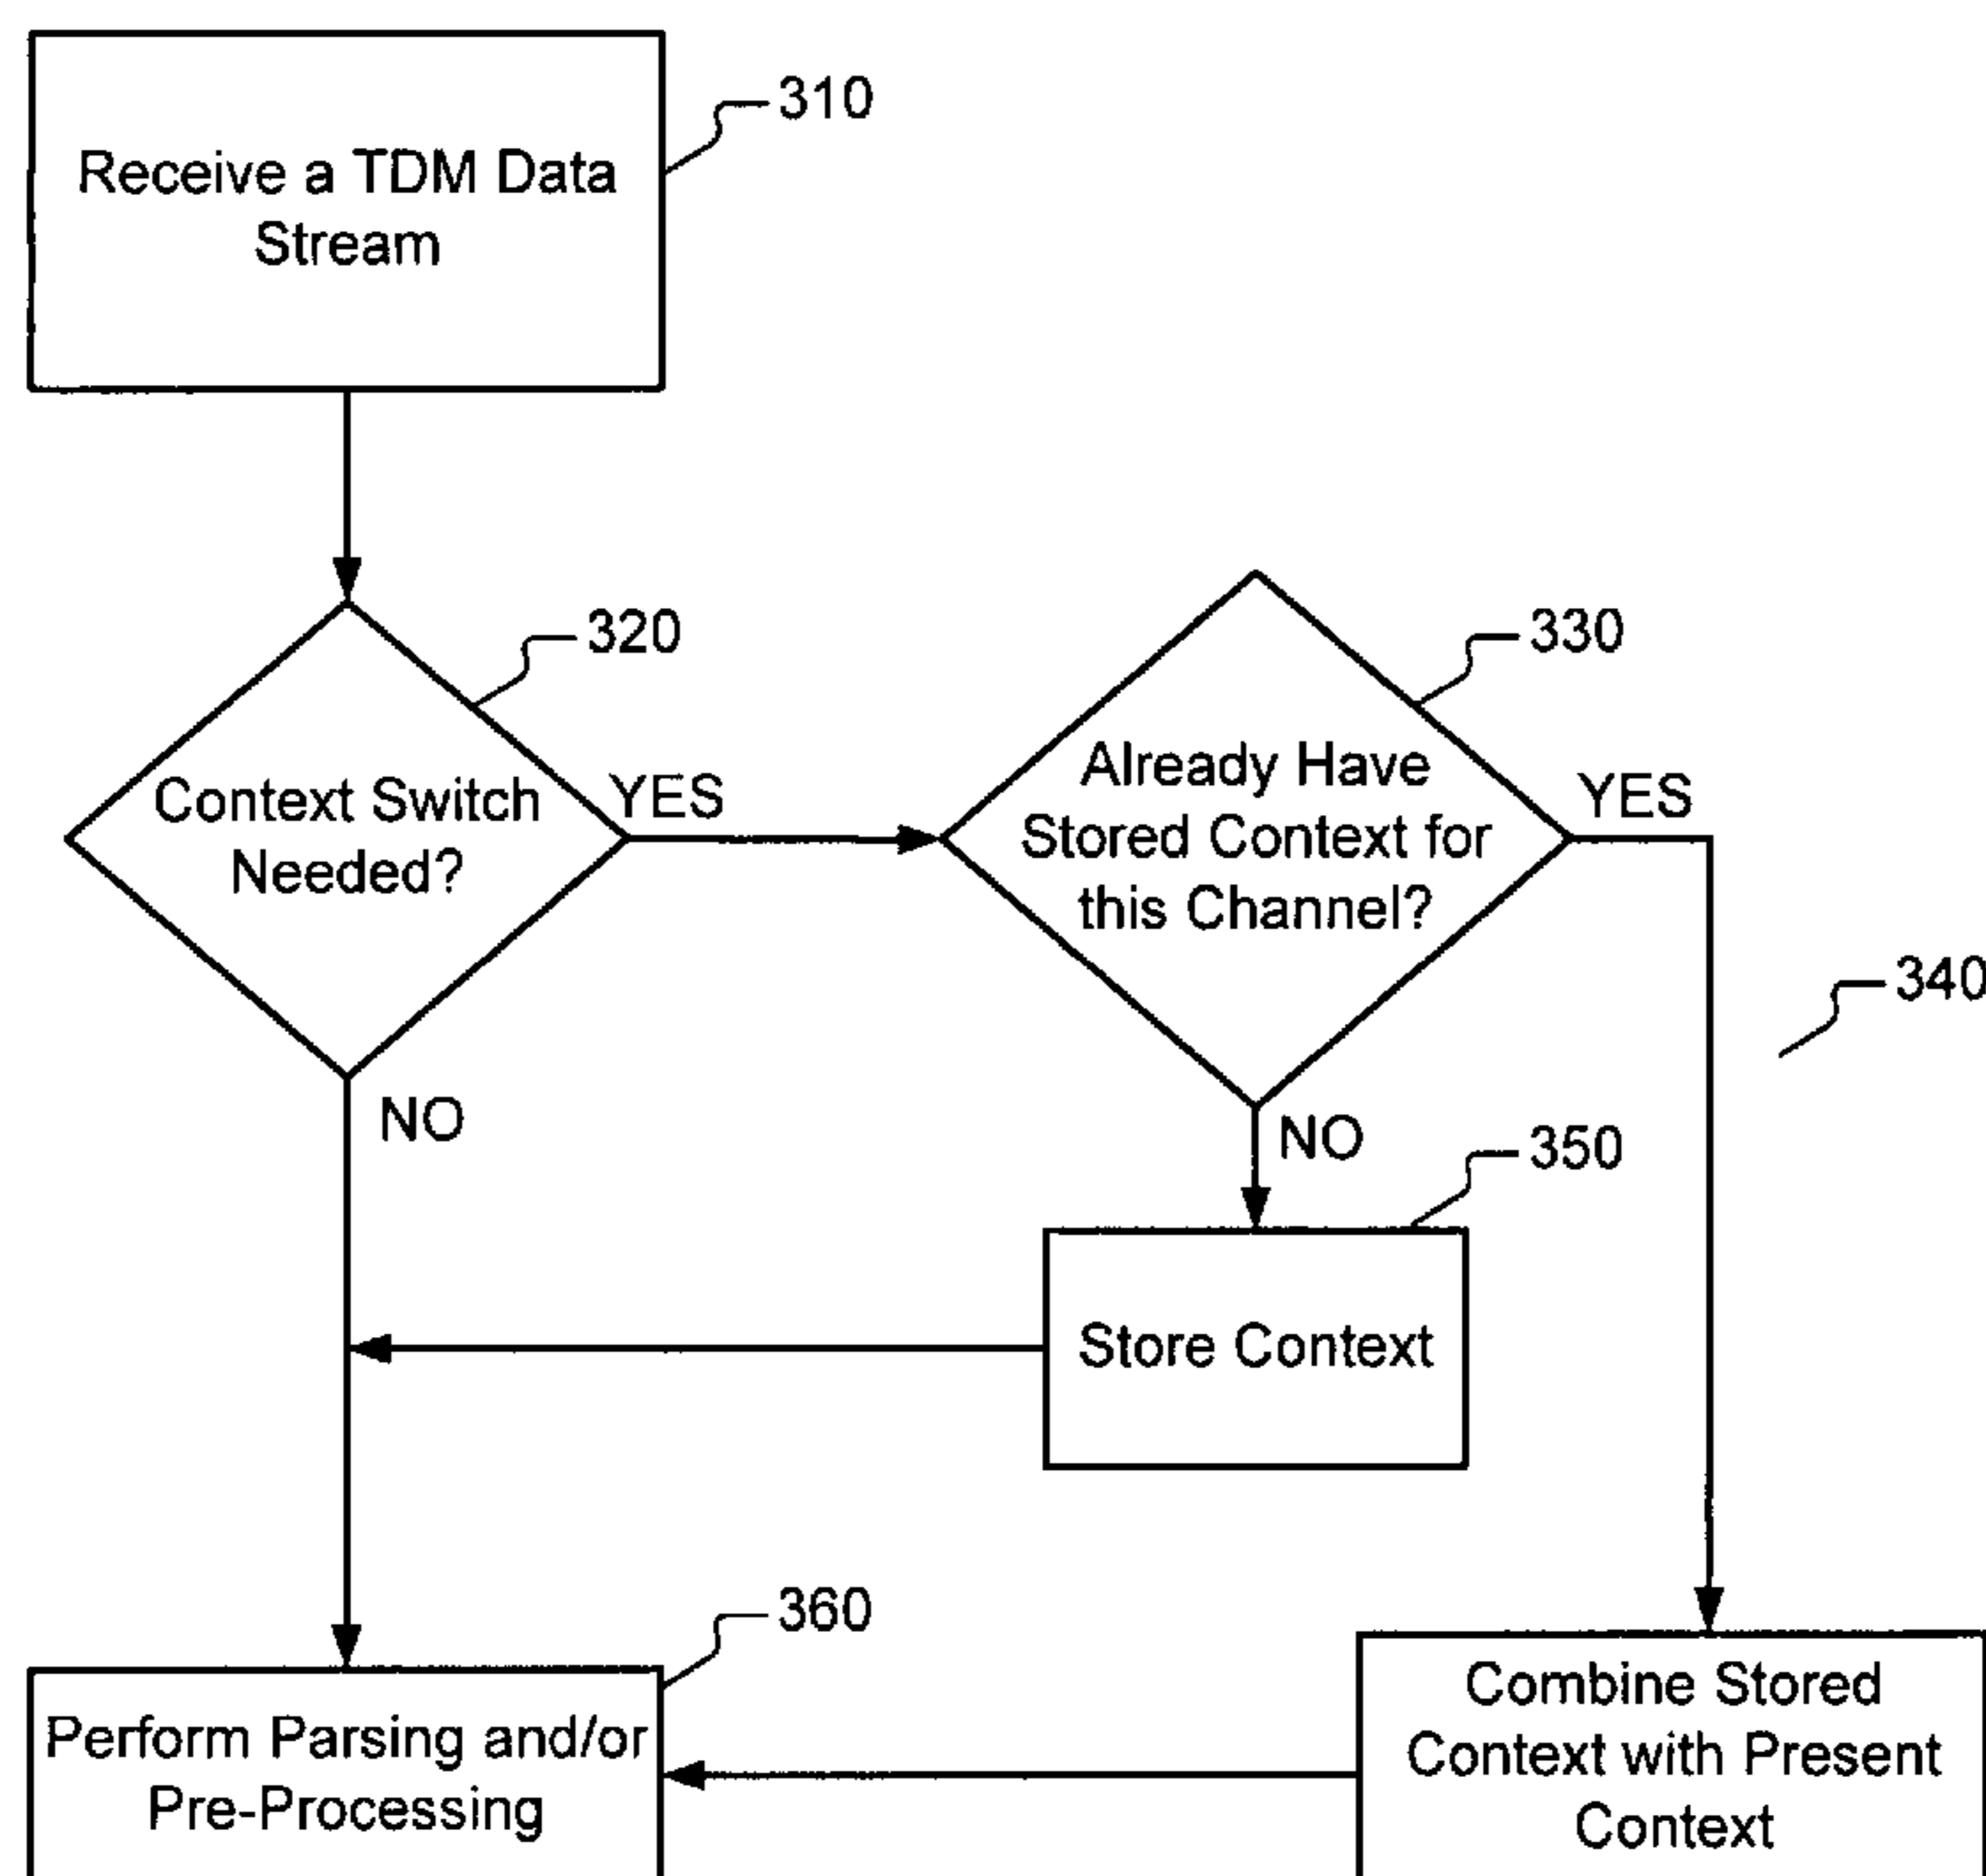 310
Receive a TDM Data
Stream
320
330
Context Switch
Needed?
YES
Already Have
Stored Context for
this Channel?
YES
340
NO
NO
350
Store Context
360
Perform Parsing and/or
Pre-Processing
Combine Stored
Context with Present
Context